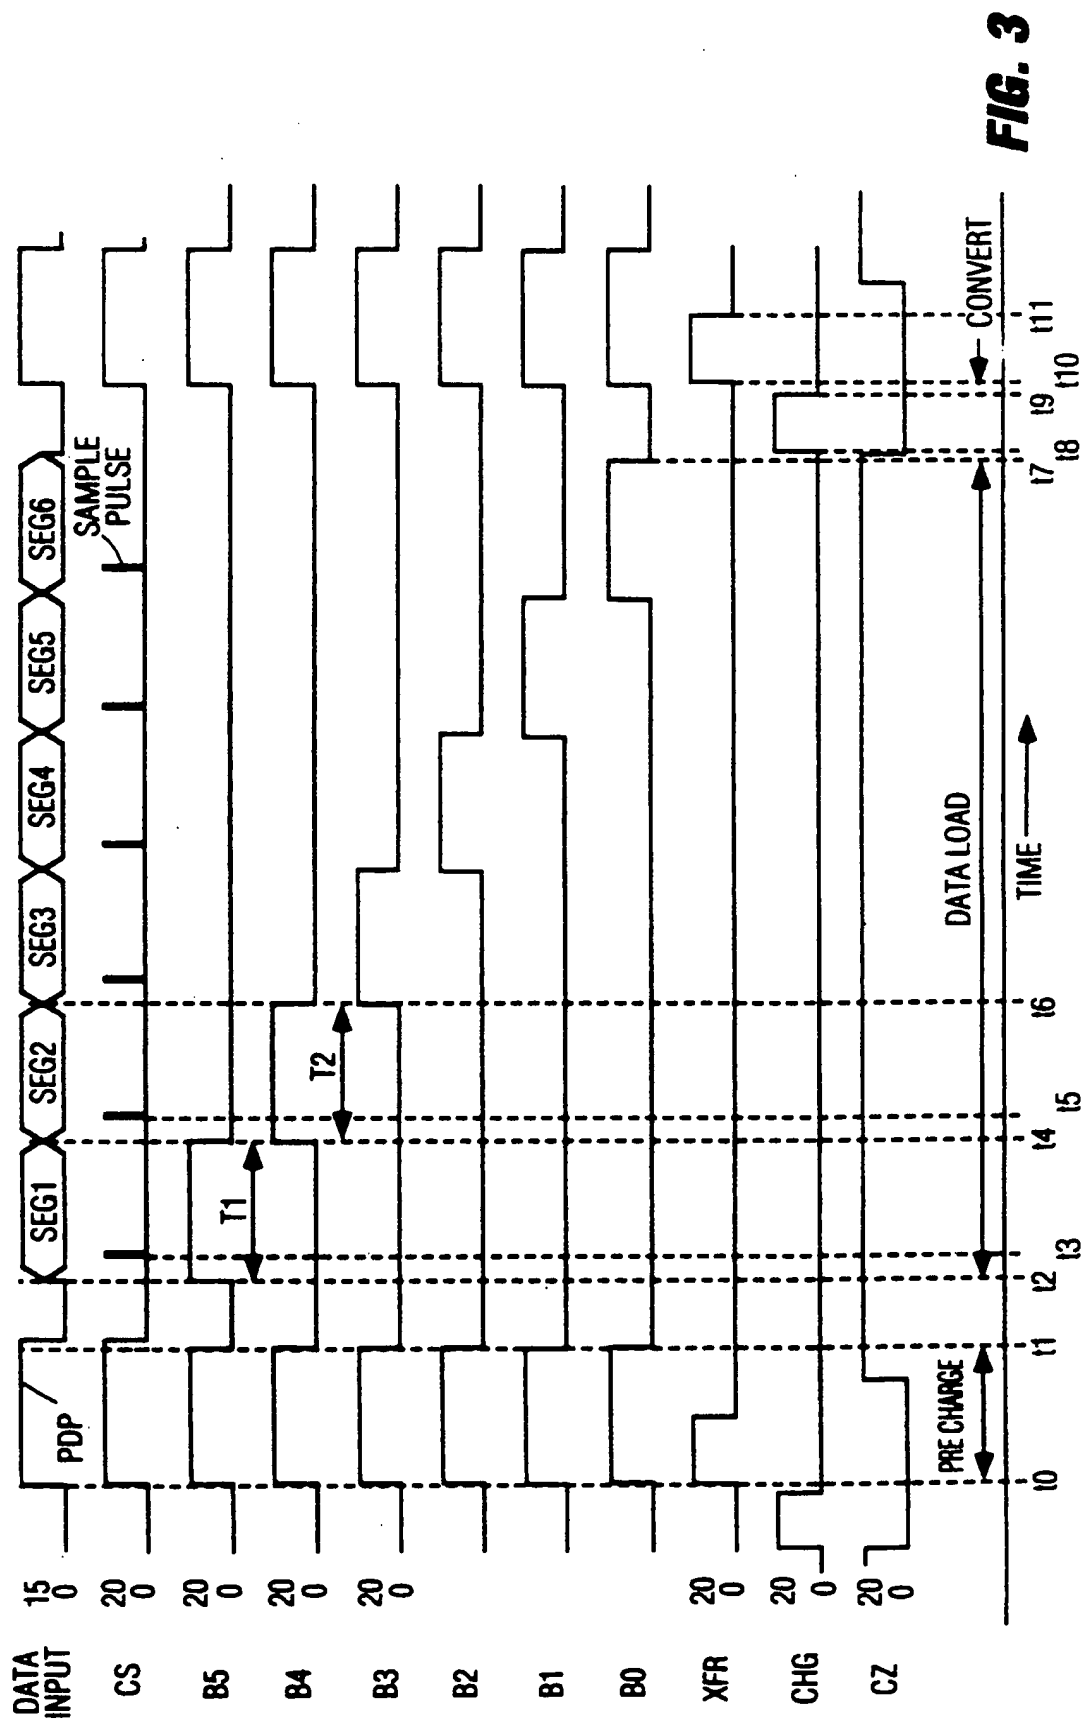 DATA
INPUT
15
0
PDP
SEG1
SEG2
SEG3
SEG4
SEG5
SEG6
CS
20
0
SAMPLE
PULSE
B5
20
0
T1
B4
20
0
T2
B3
20
0
B2
B1
B0
XFR
20
0
CHG
20
0
CZ
20
0
PRE CHARGE
DATA LOAD
CONVERT
t0
t1
t2
t3
t4
t5
t6
t7
t8
t9
t10
t11
TIME
FIG. 3